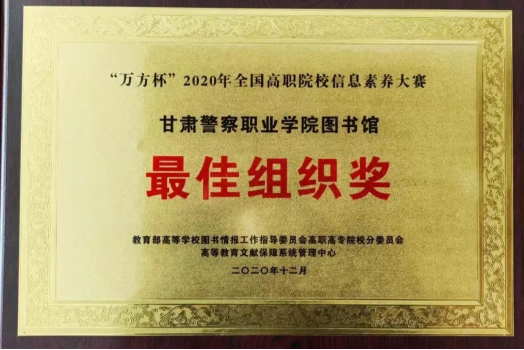 “万方杯”2020年全国高职院校信息素养大赛
甘肃警察职业学院图书馆
最佳组织奖
教育部高等学校图书情报工作指导委员会高职高专院校分委员会
高等教育文献保障系统管理中心
二〇二〇年十二月